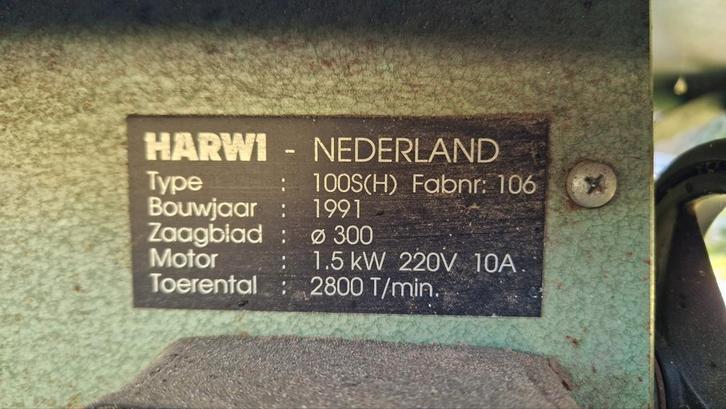 HARWI - NEDERLAND
Type : 100S(H) Fabnr: 106
Bouwjaar : 1991
Zaagblad : ø 300
Motor : 1.5 kW 220V 10A
Toerental : 2800 T/min.